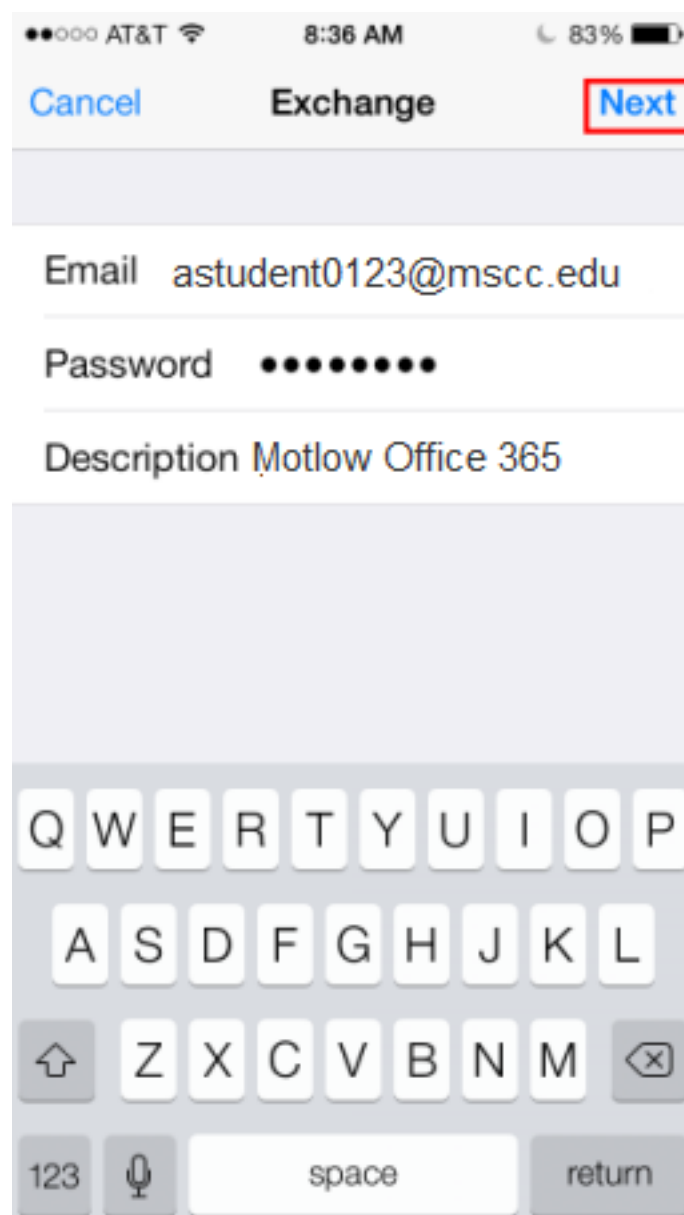 AT&T 8:36 AM 83%
Cancel Exchange Next
Email astudent0123@mscc.edu
Password ••••••••
Description Motlow Office 365
Q W E R T Y U I O P
A S D F G H J K L
Z X C V B N M
123 space return